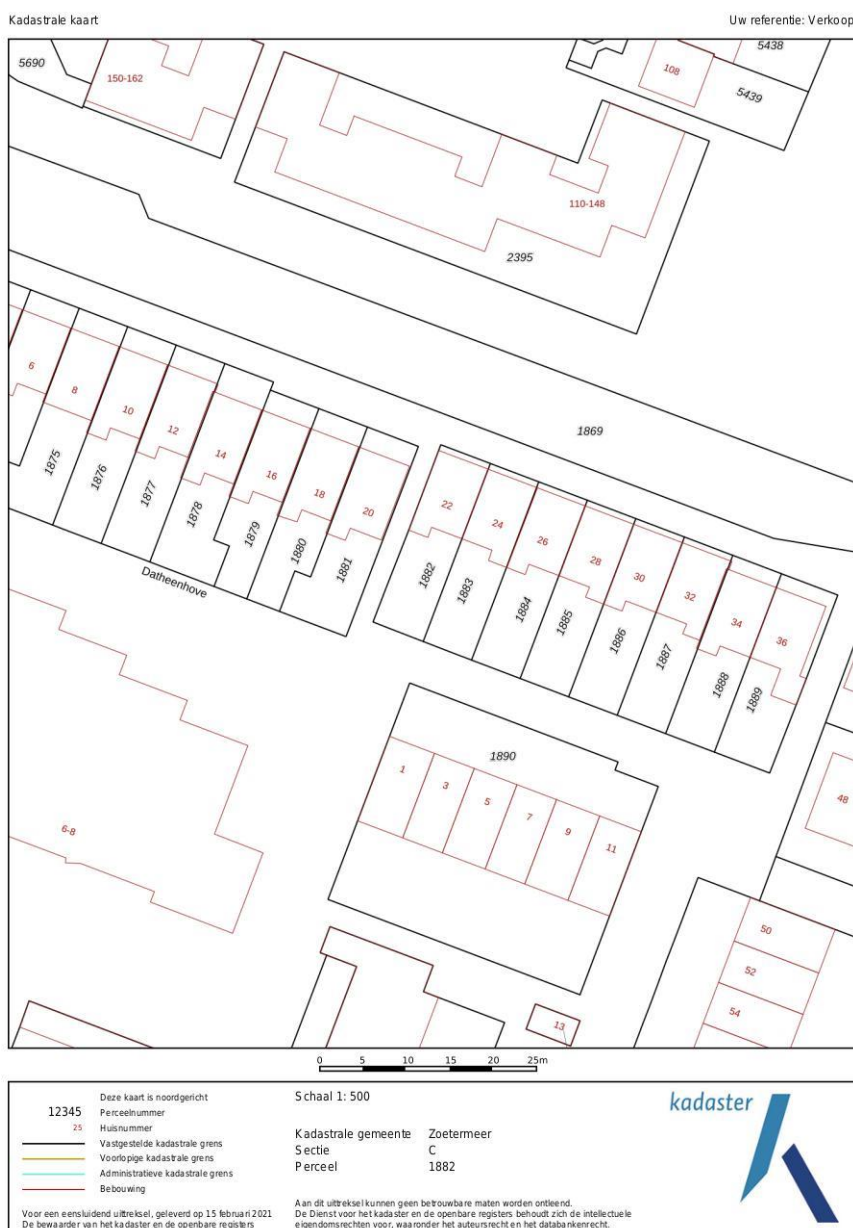 Kadastrale kaart
Uw referentie: Verkoop
5690
150-162
108
5438
5439
110-148
2395
1869
6
8
10
12
14
16
18
20
22
24
26
28
30
32
34
36
1875
1876
1877
1878
1879
1880
1881
1882
1883
1884
1885
1886
1887
1888
1889
Datheenhove
1890
1
3
5
7
9
11
48
6-8
50
52
54
13
0 5 10 15 20 25m
Deze kaart is noordgericht
12345 Perceelnummer
25 Huisnummer
Vastgestelde kadastrale grens
Voorlopige kadastrale grens
Administratieve kadastrale grens
Bebouwing
Voor een eensluidend uittreksel, geleverd op 15 februari 2021
De bewaarder van het kadaster en de openbare registers
Schaal 1: 500
Kadastrale gemeente Zoetermeer
Sectie C
Perceel 1882
Aan dit uittreksel kunnen geen betrouwbare maten worden ontleend.
De Dienst voor het kadaster en de openbare registers behoudt zich de intellectuele
eigendomsrechten voor, waaronder het auteursrecht en het databankenrecht.
kadaster